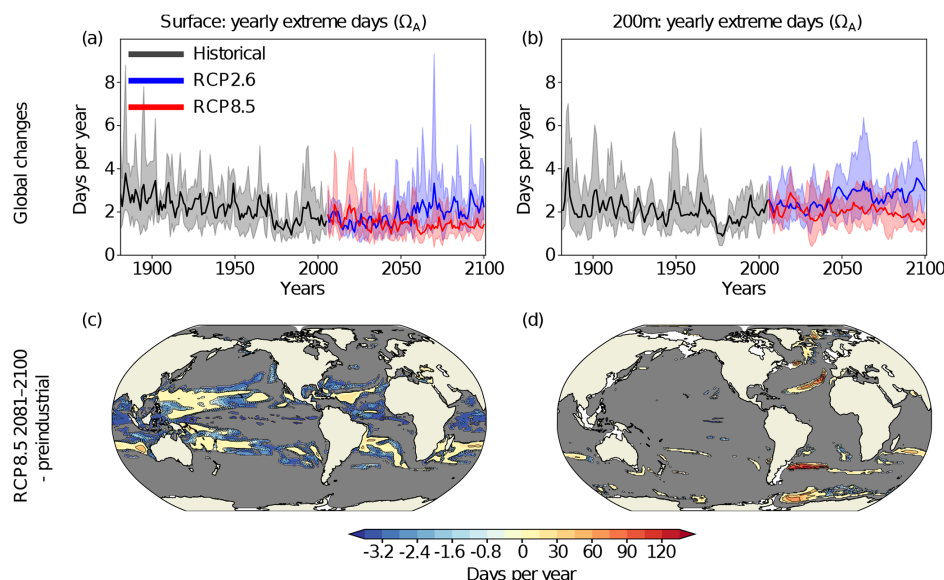 Surface: yearly extreme days (Ω_A)
200m: yearly extreme days (Ω_A)
(a)
(b)
Historical
RCP2.6
RCP8.5
Global changes
Days per year
8
6
4
2
0
1900
1950
2000
2050
2100
Years
Days per year
8
6
4
2
0
1900
1950
2000
2050
2100
Years
(c)
(d)
RCP8.5 2081–2100
- preindustrial
-3.2 -2.4 -1.6 -0.8 0 30 60 90 120
Days per year